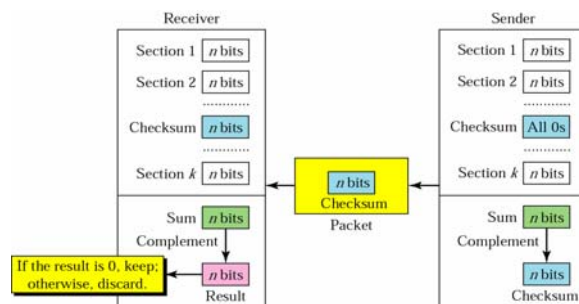 Receiver
Section 1 n bits
Section 2 n bits
Checksum n bits
Section k n bits
Sum n bits
Complement
n bits
Result
If the result is 0, keep;
otherwise, discard.
n bits
Checksum
Packet
Sender
Section 1 n bits
Section 2 n bits
Checksum All 0s
Section k n bits
Sum n bits
Complement
n bits
Checksum